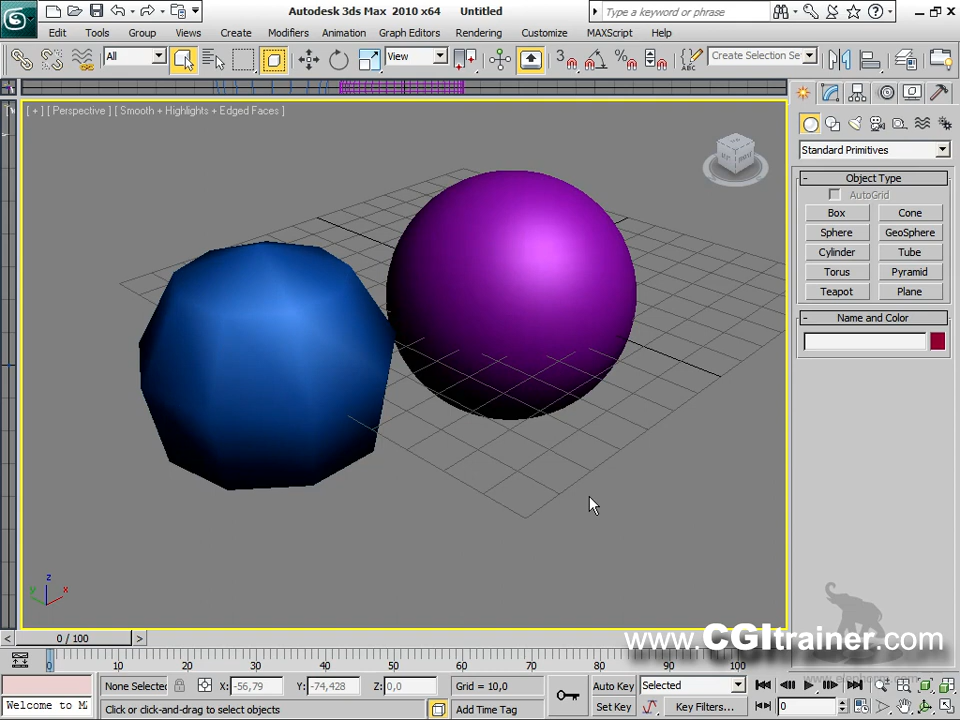 Autodesk 3ds Max 2010 x64 Untitled
Type a keyword or phrase
Edit Tools Group Views Create Modifiers Animation Graph Editors Rendering Customize MAXScript Help
All
View
3
Create Selection Se
[ + ] [ Perspective ] [ Smooth + Highlights + Edged Faces ]
Standard Primitives
- Object Type
AutoGrid
Box Cone
Sphere GeoSphere
Cylinder Tube
Torus Pyramid
Teapot Plane
- Name and Color
z
y x
< 0 / 100 >
www.CGItrainer.com
0 10 20 30 40 50 60 70 80 90 100
None Selected X: -56,79 Y: -74,428 Z: 0,0 Grid = 10,0 Auto Key Selected
Welcome to M
Click or click-and-drag to select objects Add Time Tag Set Key Key Filters... 0